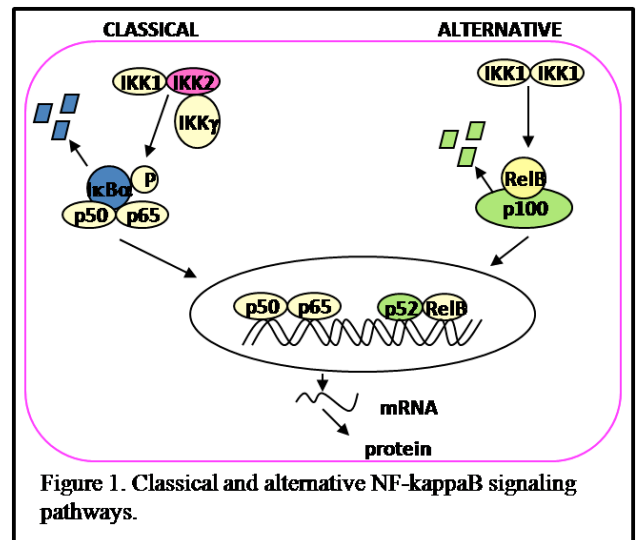 CLASSICAL
ALTERNATIVE
IKK1 IKK2
IKKγ
IκBα P
p50 p65
IKK1 IKK1
RelB
p100
p50 p65
p52 RelB
mRNA
protein
Figure 1. Classical and alternative NF-kappaB signaling
pathways.